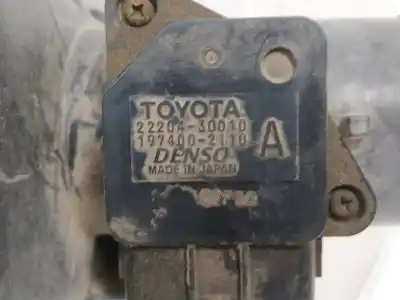 TOYOTA
22204-30010
197400-2110 A
DENSO
MADE IN JAPAN